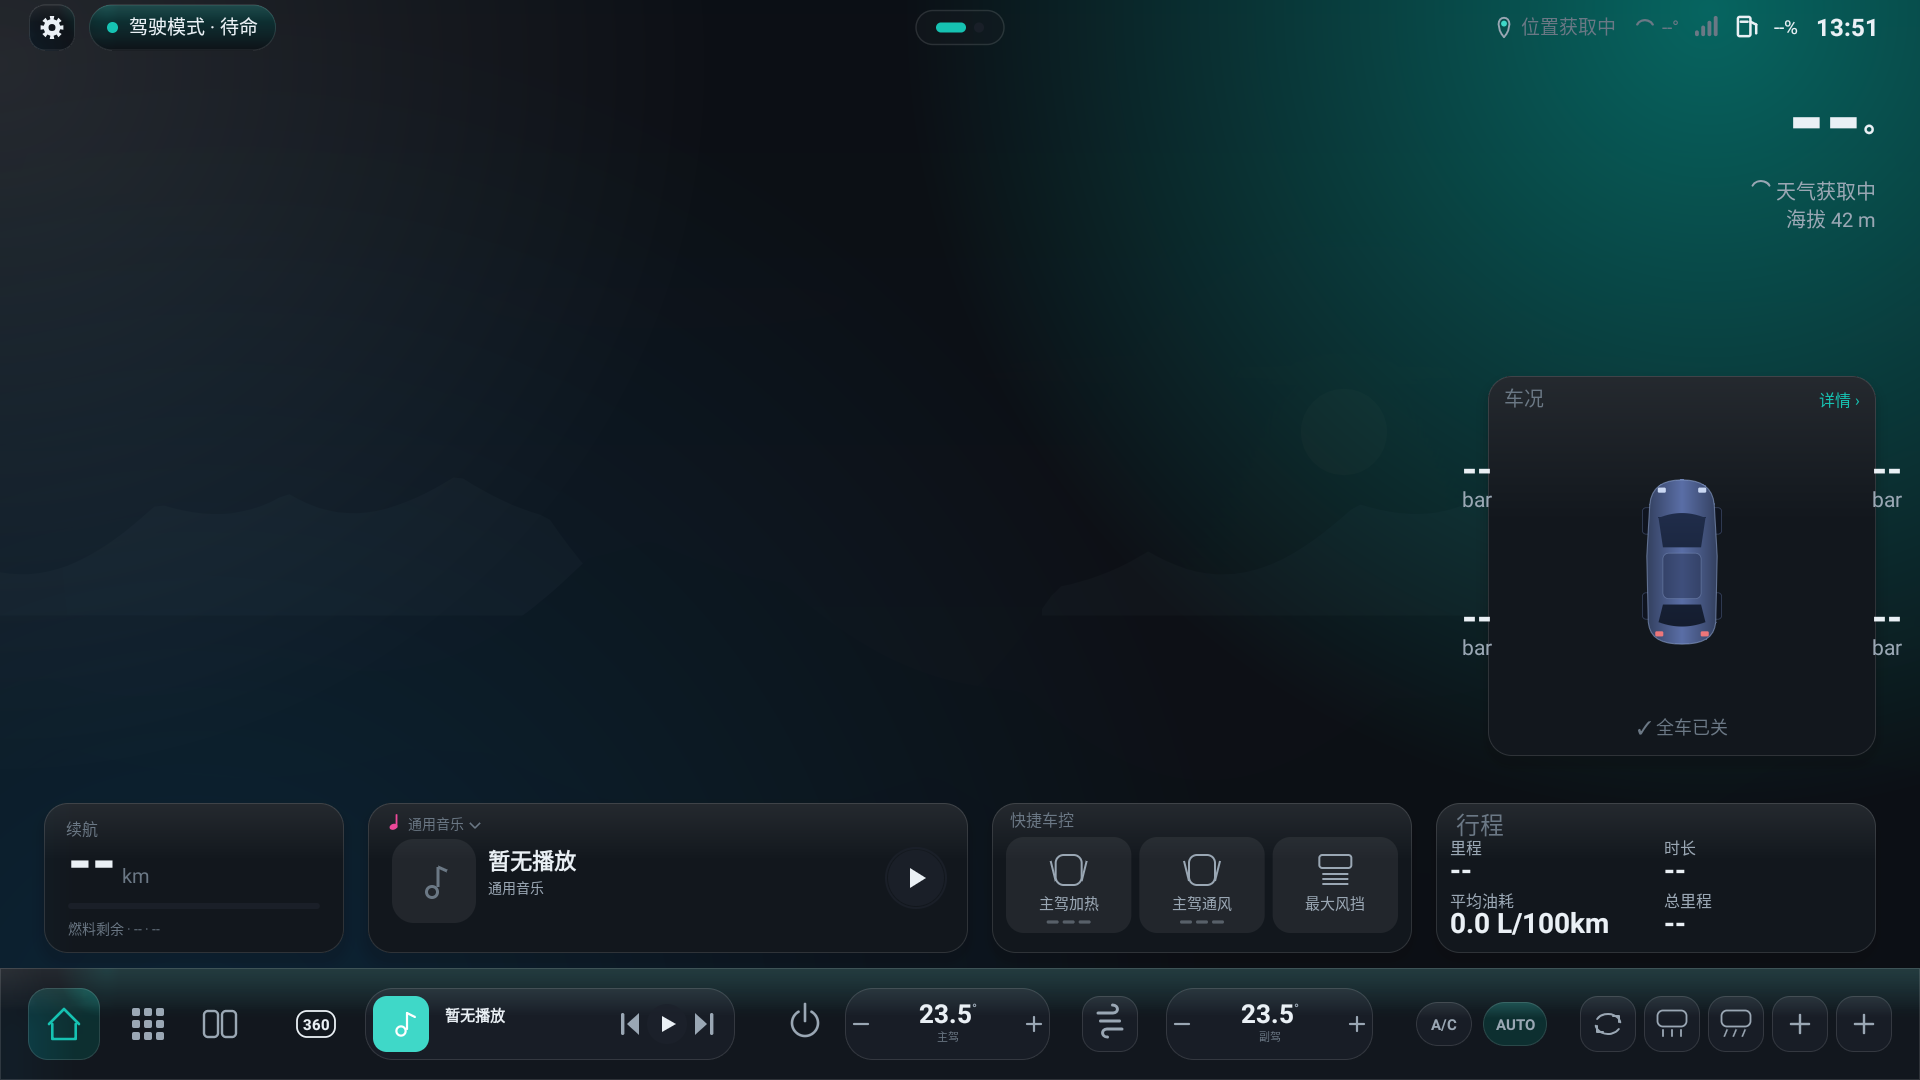 驾驶模式 · 待命
位置获取中
--°
--%
13:51
--°
天气获取中
海拔 42 m
车况
详情 ›
--
bar
--
bar
--
bar
--
bar
✓ 全车已关
续航
-- km
燃料剩余 · -- · --
通用音乐
暂无播放
通用音乐
快捷车控
主驾加热
主驾通风
最大风挡
行程
里程
--
时长
--
平均油耗
0.0 L/100km
总里程
--
360
暂无播放
23.5°
主驾
23.5°
副驾
A/C
AUTO